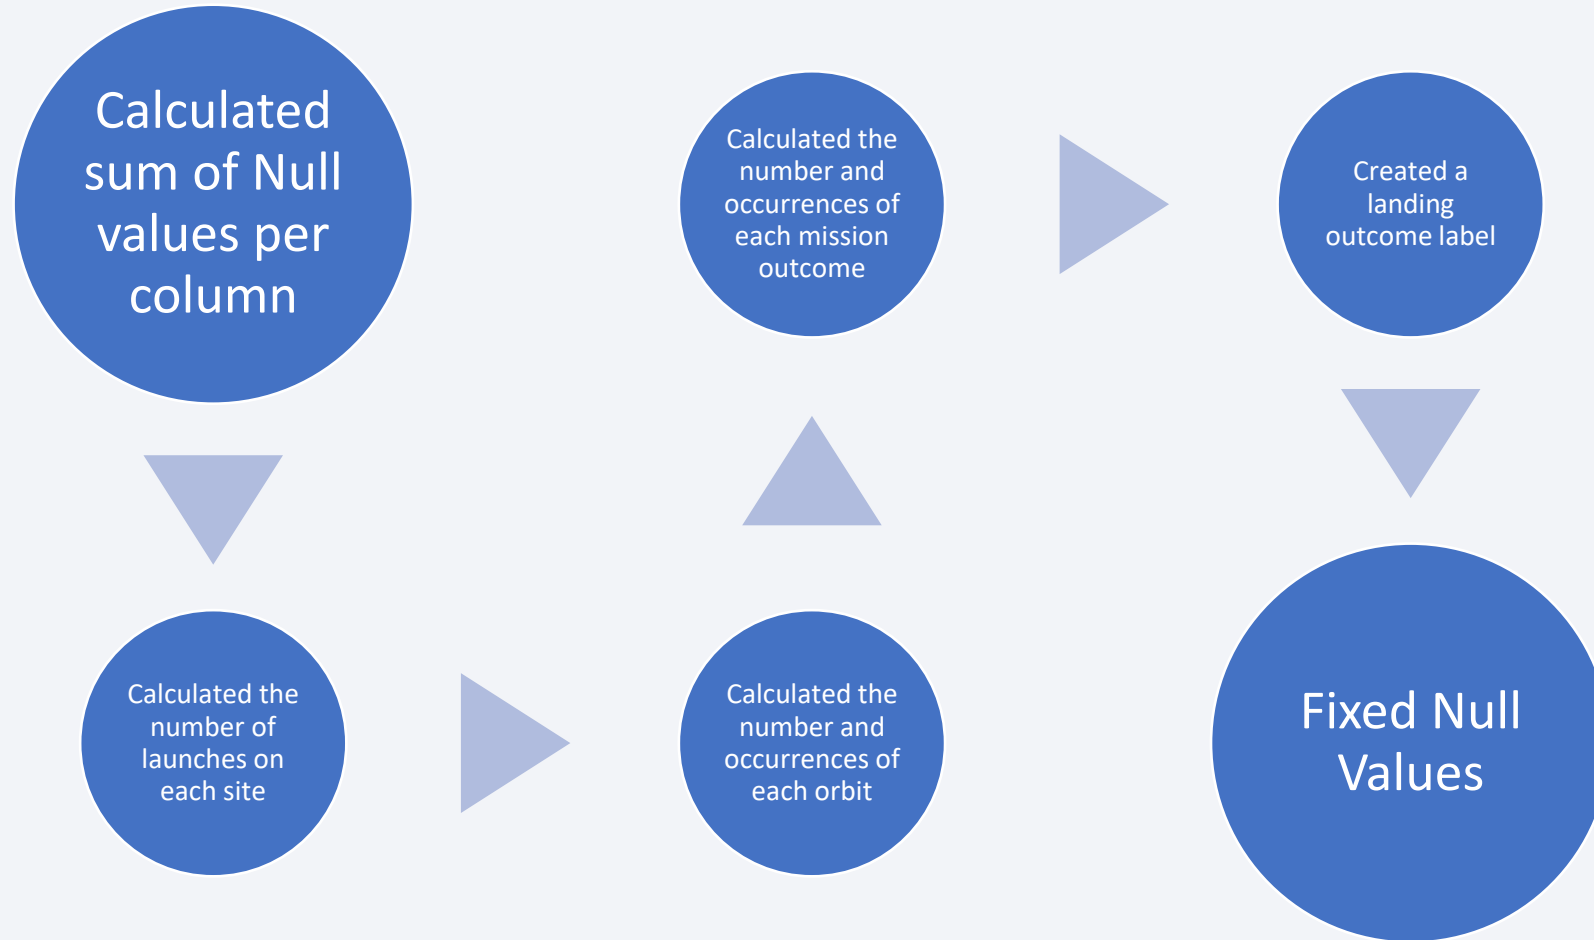 Calculated
sum of Null
values per
column
Calculated the
number of
launches on
each site
Calculated the
number and
occurrences of
each orbit
Calculated the
number and
occurrences of
each mission
outcome
Created a
landing
outcome label
Fixed Null
Values